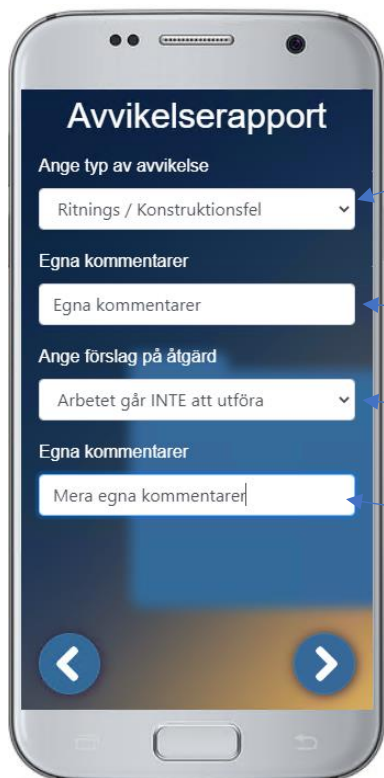 Avvikelserapport
Ange typ av avvikelse
Ritnings / Konstruktionsfel
Egna kommentarer
Egna kommentarer
Ange förslag på åtgärd
Arbetet går INTE att utföra
Egna kommentarer
Mera egna kommentarer